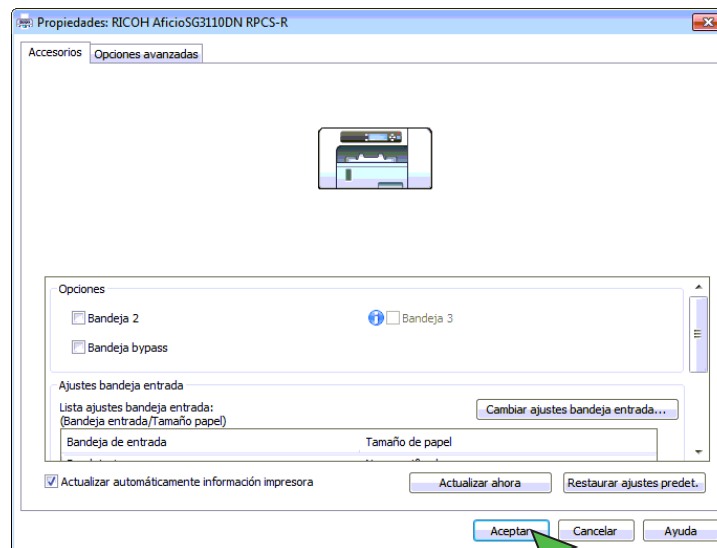 Propiedades: RICOH AficioSG3110DN RPCS-R
Accesorios
Opciones avanzadas
Opciones
Bandeja 2
Bandeja 3
Bandeja bypass
Ajustes bandeja entrada
Lista ajustes bandeja entrada:
(Bandeja entrada/Tamaño papel)
Cambiar ajustes bandeja entrada...
Bandeja de entrada
Tamaño de papel
Actualizar automáticamente información impresora
Actualizar ahora
Restaurar ajustes predet.
Aceptar
Cancelar
Ayuda